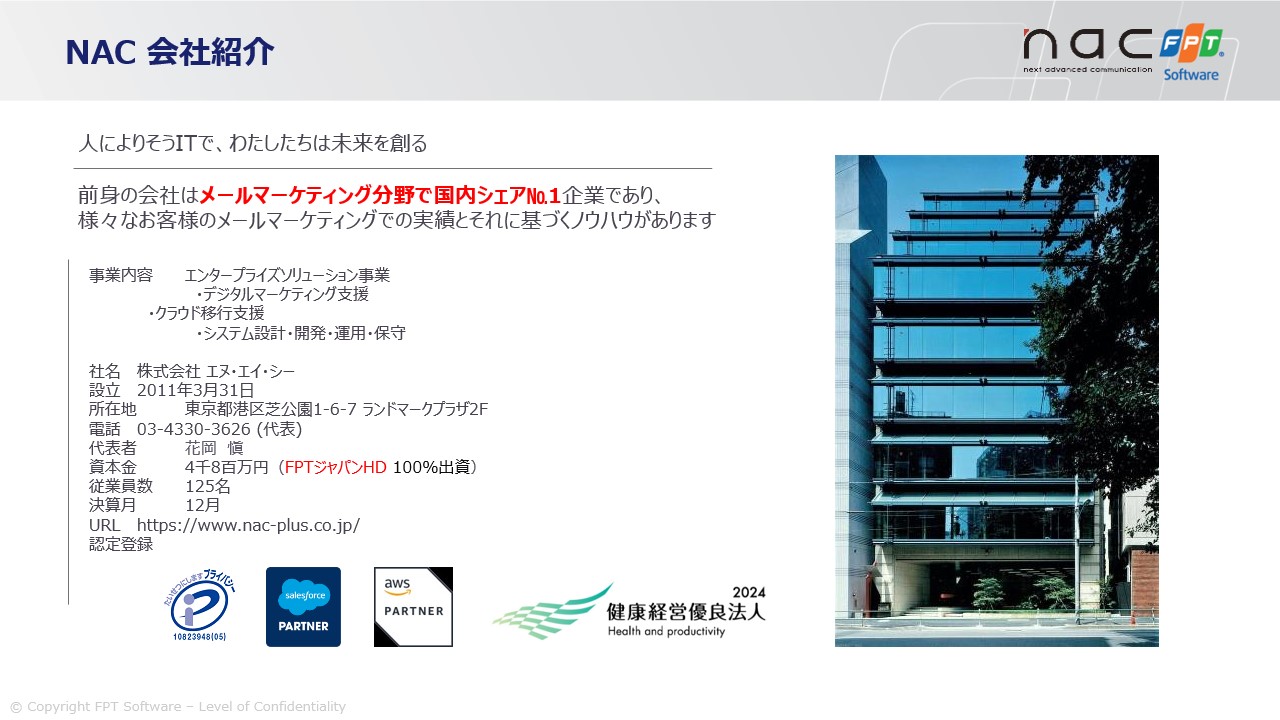 NAC 会社紹介
nac
next advanced communication
FPT
Software
人によりそうITで、わたしたちは未来を創る
前身の会社はメールマーケティング分野で国内シェア№1企業であり、
様々なお客様のメールマーケティングでの実績とそれに基づくノウハウがあります
事業内容 エンタープライズソリューション事業
・デジタルマーケティング支援
・クラウド移行支援
・システム設計・開発・運用・保守
社名 株式会社 エヌ・エイ・シー
設立 2011年3月31日
所在地 東京都港区芝公園1-6-7 ランドマークプラザ2F
電話 03-4330-3626 (代表)
代表者 花岡 愼
資本金 4千8百万円（FPTジャパンHD 100%出資）
従業員数 125名
決算月 12月
URL https://www.nac-plus.co.jp/
認定登録
たいせつにします プライバシー
10823948(05)
salesforce
PARTNER
aws
PARTNER
2024
健康経営優良法人
Health and productivity
© Copyright FPT Software – Level of Confidentiality